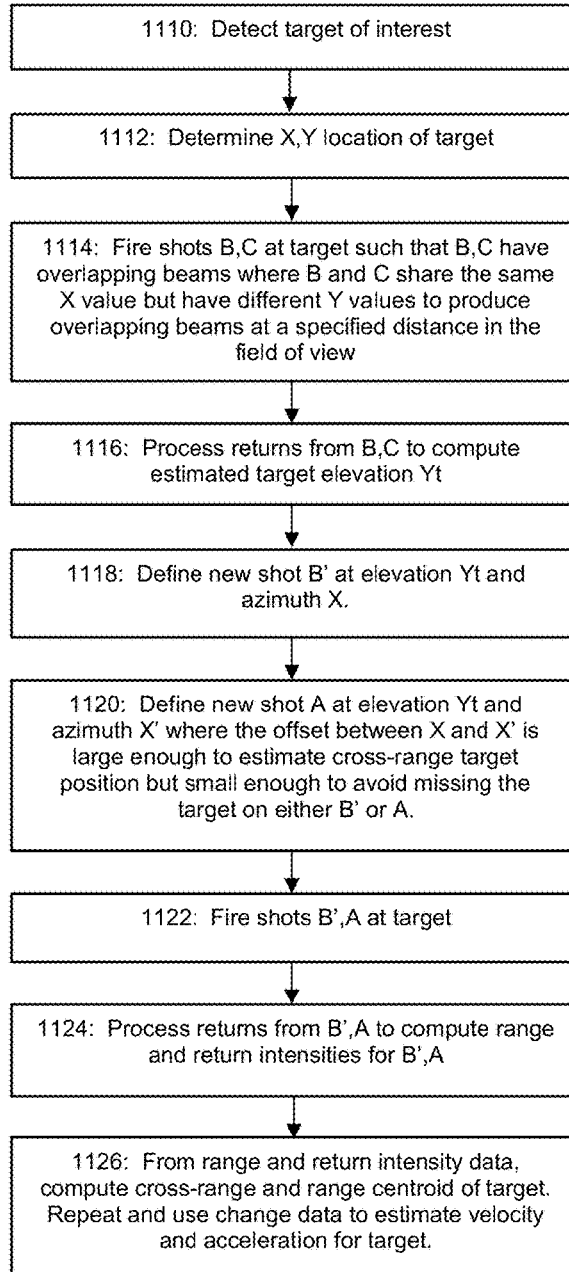 1110: Detect target of interest
1112: Determine X,Y location of target
1114: Fire shots B,C at target such that B,C have
overlapping beams where B and C share the same
X value but have different Y values to produce
overlapping beams at a specified distance in the
field of view
1116: Process returns from B,C to compute
estimated target elevation Yt
1118: Define new shot B' at elevation Yt and
azimuth X.
1120: Define new shot A at elevation Yt and
azimuth X' where the offset between X and X' is
large enough to estimate cross-range target
position but small enough to avoid missing the
target on either B' or A.
1122: Fire shots B',A at target
1124: Process returns from B',A to compute range
and return intensities for B',A
1126: From range and return intensity data,
compute cross-range and range centroid of target.
Repeat and use change data to estimate velocity
and acceleration for target.